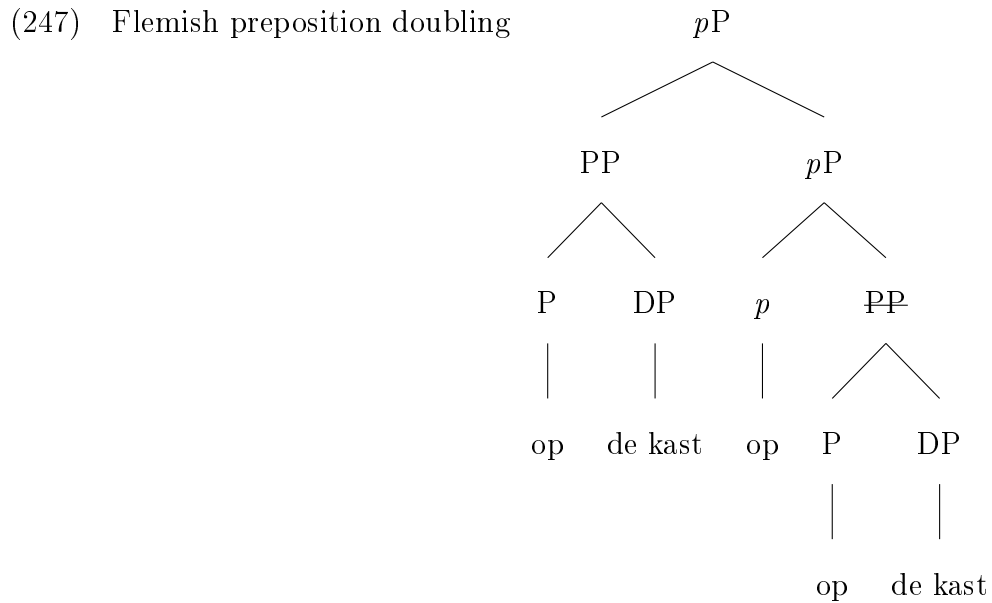 (247) Flemish preposition doubling pP
PP pP
P DP p PP
op de kast op P DP
op de kast